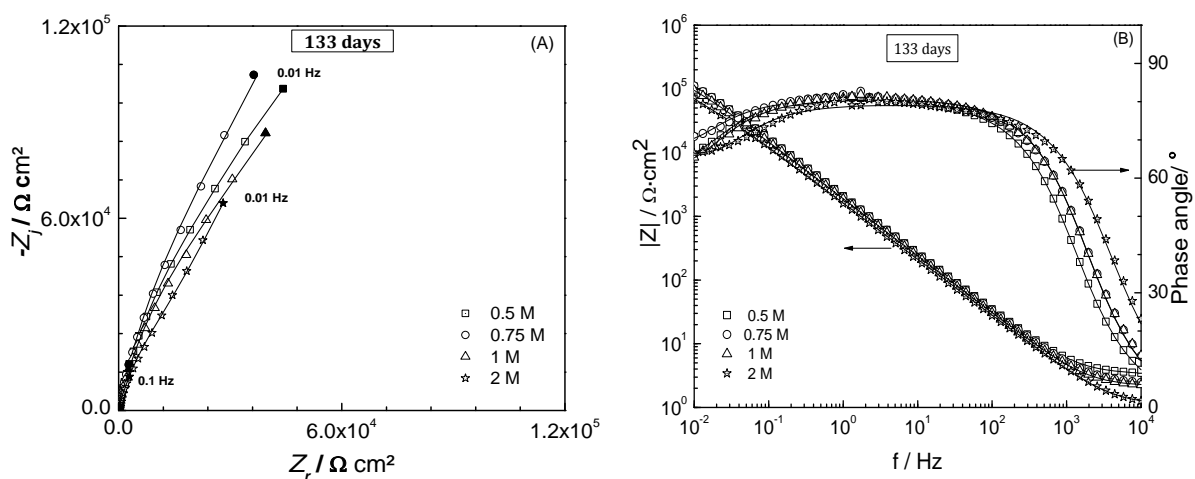 1.2x10⁵
133 days
(A)
0.01 Hz
-Zⱼ / Ω cm²
6.0x10⁴
0.01 Hz
0.5 M
0.75 M
1 M
2 M
0.1 Hz
0.0
0.0
6.0x10⁴
1.2x10⁵
Zᵣ / Ω cm²
10⁶
133 days
(B)
90
10⁵
10⁴
60
10³
|Z| / Ω·cm2
Phase angle/ °
10²
30
0.5 M
0.75 M
1 M
2 M
10¹
10⁰
0
10⁻²
10⁻¹
10⁰
10¹
10²
10³
10⁴
f / Hz